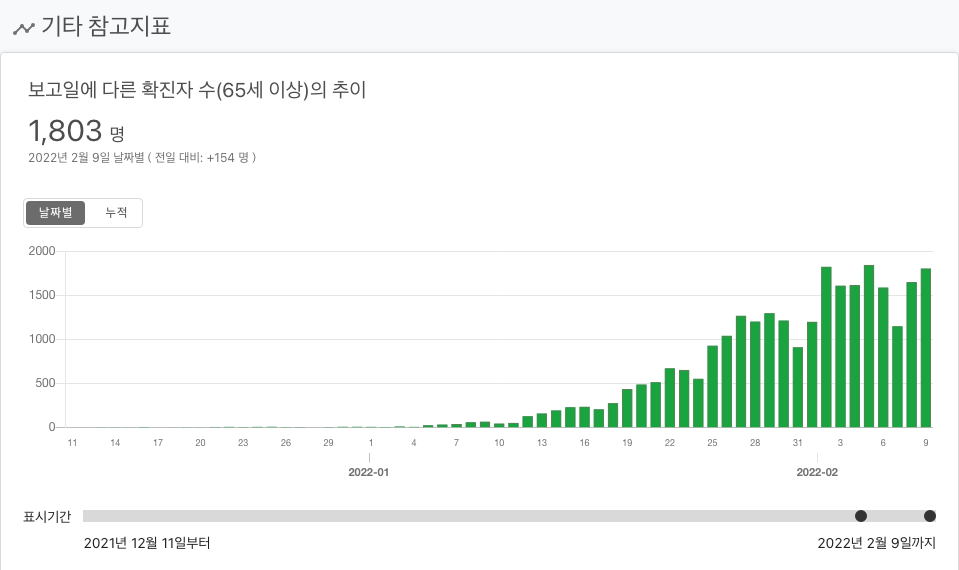 기타 참고지표
보고일에 다른 확진자 수(65세 이상)의 추이
1,803 명
2022년 2월 9일 날짜별 ( 전일 대비: +154 명 )
날짜별 누적
2000
1500
1000
500
0
11 14 17 20 23 26 29 1 4 7 10 13 16 19 22 25 28 31 3 6 9
2022-01 2022-02
표시기간
2021년 12월 11일부터 2022년 2월 9일까지